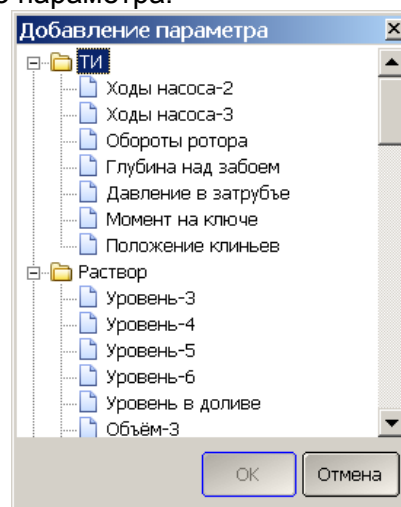 параметра.
Добавление параметра
ТИ
Ходы насоса-2
Ходы насоса-3
Обороты ротора
Глубина над забоем
Давление в затрубье
Момент на ключе
Положение клиньев
Раствор
Уровень-3
Уровень-4
Уровень-5
Уровень-6
Уровень в доливе
Объём-3
ОК Отмена